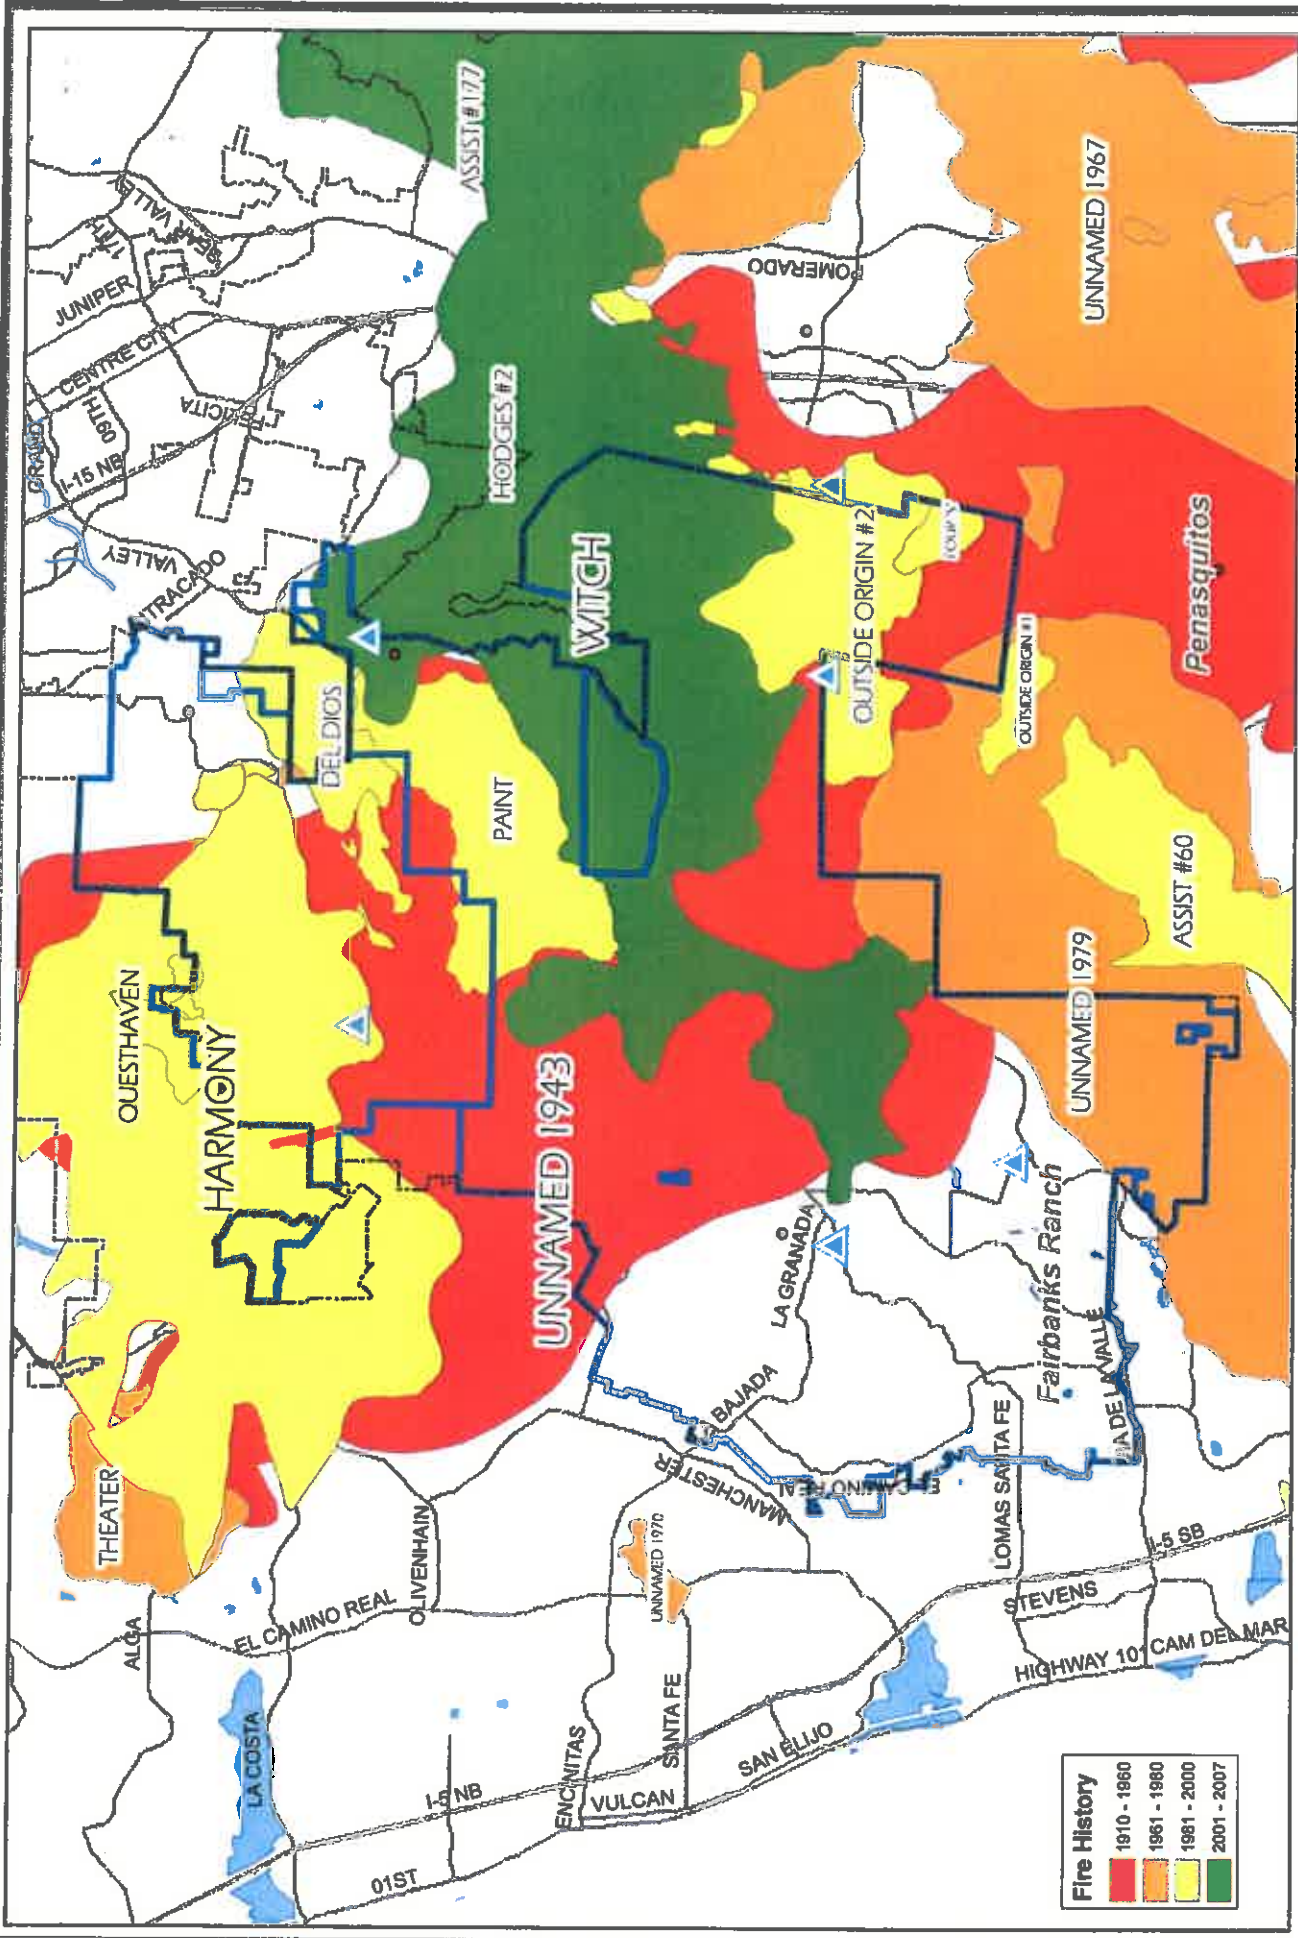 GRAND
JUNIPER
17TH
BEAR VALLEY
CENTRE CITY
09TH
FELICITA
I-15 NB
VALLEY
ASSIST #177
HODGES #2
POMERADO
UNNAMED 1967
WITCH
DEL DIOS
PAINT
OUTSIDE ORIGIN #2
OUTSIDE ORIGIN #1
Penasquitos
QUESTHAVEN
HARMONY
UNNAMED 1943
UNNAMED 1979
ASSIST #60
THEATER
LA GRANADA
Fairbanks Ranch
BAJADA
MANCHESTER
EL CAMINO REAL
LOMAS SANTA FE
ALGA
EL CAMINO REAL
OLIVENHAIN
UNNAMED 1970
I-5 SB
STEVENS
HIGHWAY 101
CAM DEL MAR
LA COSTA
I-5 NB
ENCINITAS
VULCAN
SANTA FE
SAN ELIJO
01ST
Fire History
1910 - 1960
1961 - 1980
1981 - 2000
2001 - 2007